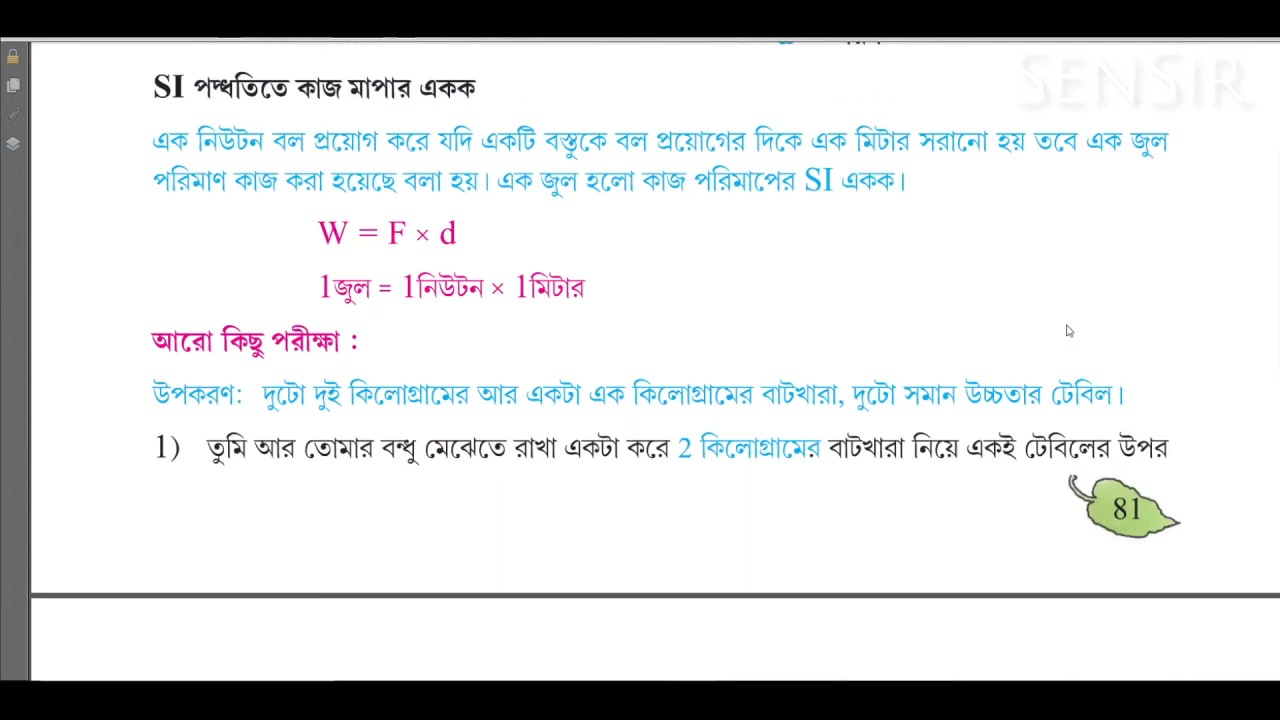 SENSIR
SI পদ্ধতিতে কাজ মাপার একক
এক নিউটন বল প্রয়োগ করে যদি একটি বস্তুকে বল প্রয়োগের দিকে এক মিটার সরানো হয় তবে এক জুল
পরিমাণ কাজ করা হয়েছে বলা হয়। এক জুল হলো কাজ পরিমাপের SI একক।
W = F × d
1জুল = 1নিউটন × 1মিটার
আরো কিছু পরীক্ষা :
উপকরণ: দুটো দুই কিলোগ্রামের আর একটা এক কিলোগ্রামের বাটখারা, দুটো সমান উচ্চতার টেবিল।
1) তুমি আর তোমার বন্ধু মেঝেতে রাখা একটা করে 2 কিলোগ্রামের বাটখারা নিয়ে একই টেবিলের উপর
81